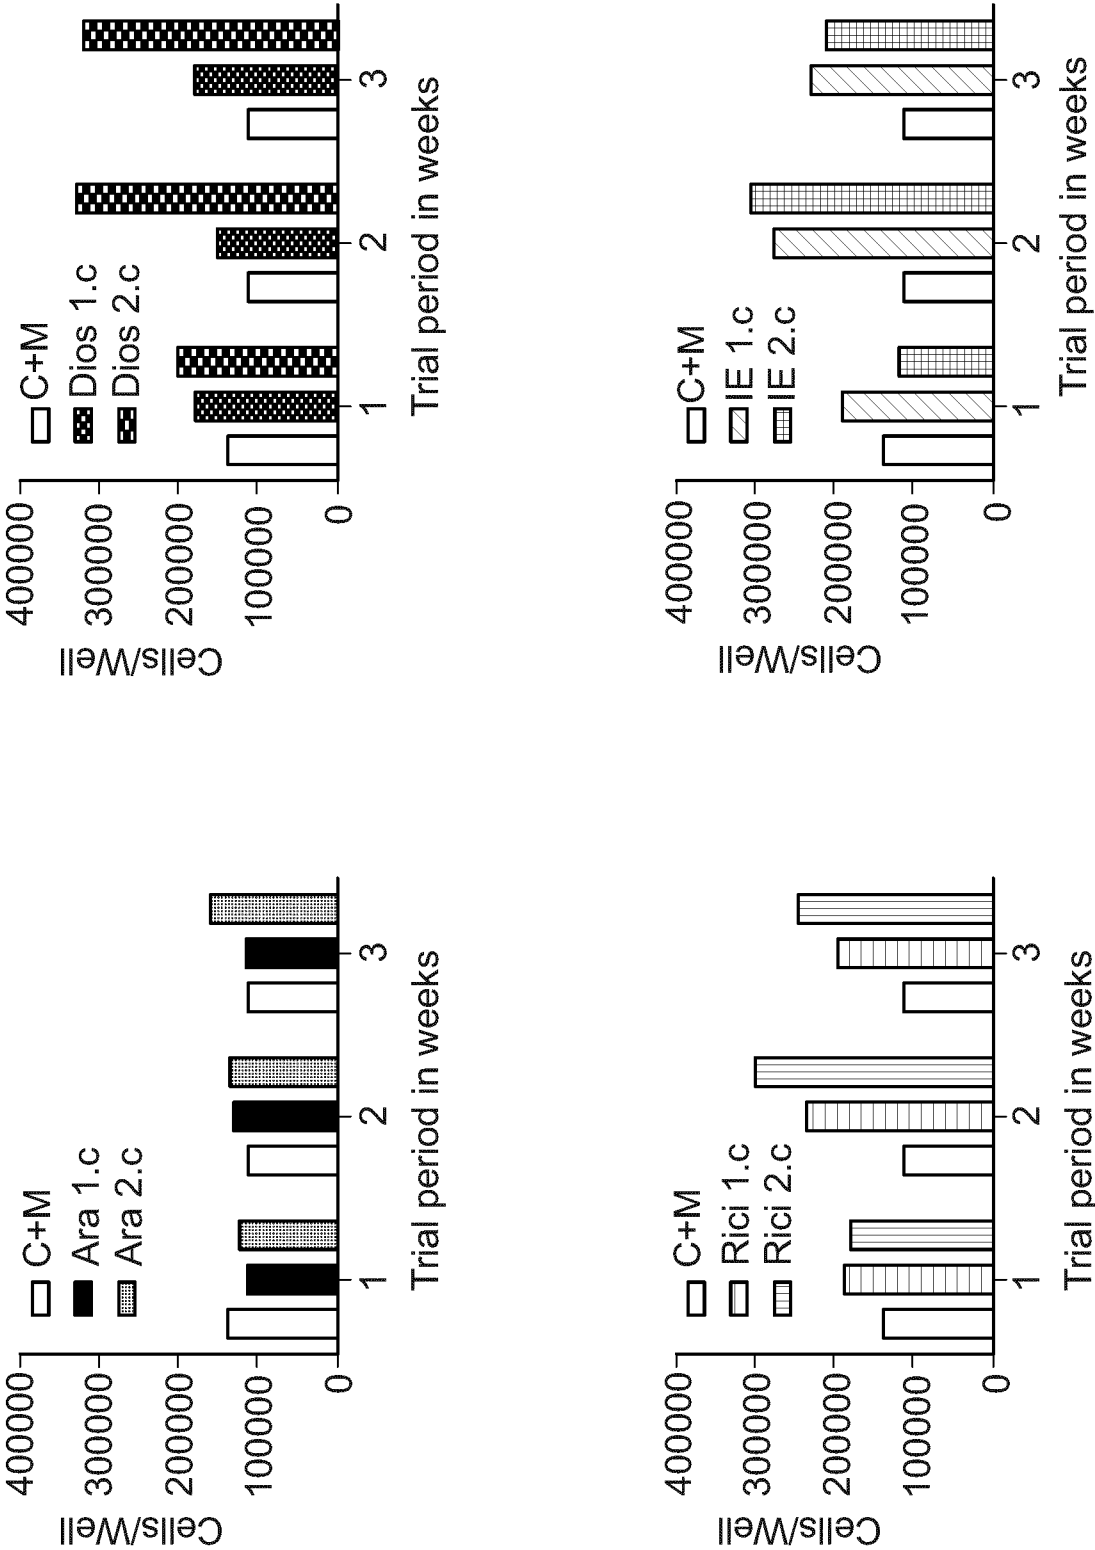 C+M
Ara 1.c
Ara 2.c
400000
300000
200000
100000
0
Cells/Well
1
2
3
Trial period in weeks
C+M
Dios 1.c
Dios 2.c
400000
300000
200000
100000
0
Cells/Well
1
2
3
Trial period in weeks
C+M
Rici 1.c
Rici 2.c
400000
300000
200000
100000
0
Cells/Well
1
2
3
Trial period in weeks
C+M
IE 1.c
IE 2.c
400000
300000
200000
100000
0
Cells/Well
1
2
3
Trial period in weeks